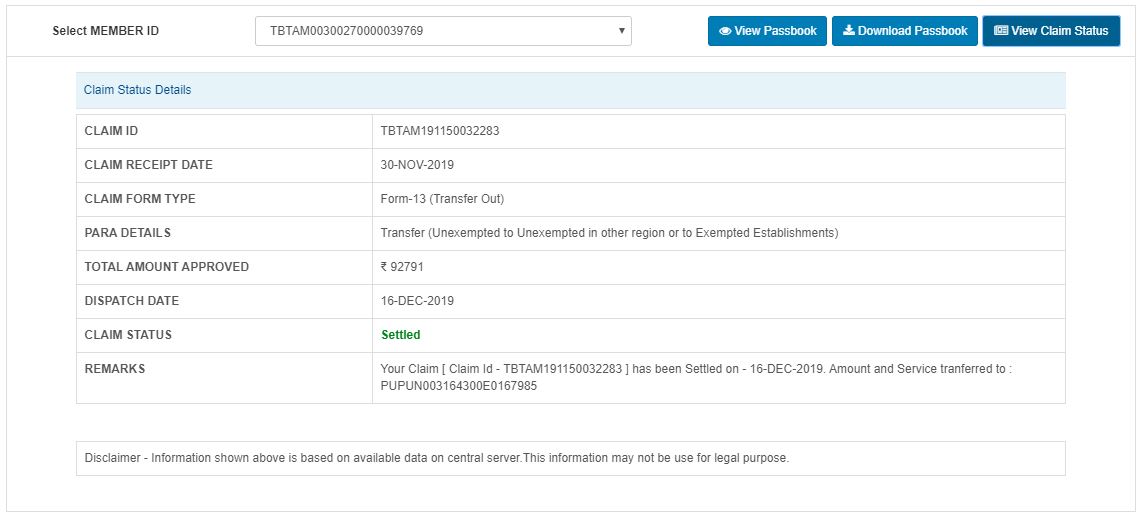 Select MEMBER ID TBTAM00300270000039769 View Passbook Download Passbook View Claim Status
Claim Status Details
CLAIM ID TBTAM191150032283
CLAIM RECEIPT DATE 30-NOV-2019
CLAIM FORM TYPE Form-13 (Transfer Out)
PARA DETAILS Transfer (Unexempted to Unexempted in other region or to Exempted Establishments)
TOTAL AMOUNT APPROVED ₹ 92791
DISPATCH DATE 16-DEC-2019
CLAIM STATUS Settled
REMARKS Your Claim [ Claim Id - TBTAM191150032283 ] has been Settled on - 16-DEC-2019. Amount and Service tranferred to :
PUPUN003164300E0167985
Disclaimer - Information shown above is based on available data on central server.This information may not be use for legal purpose.